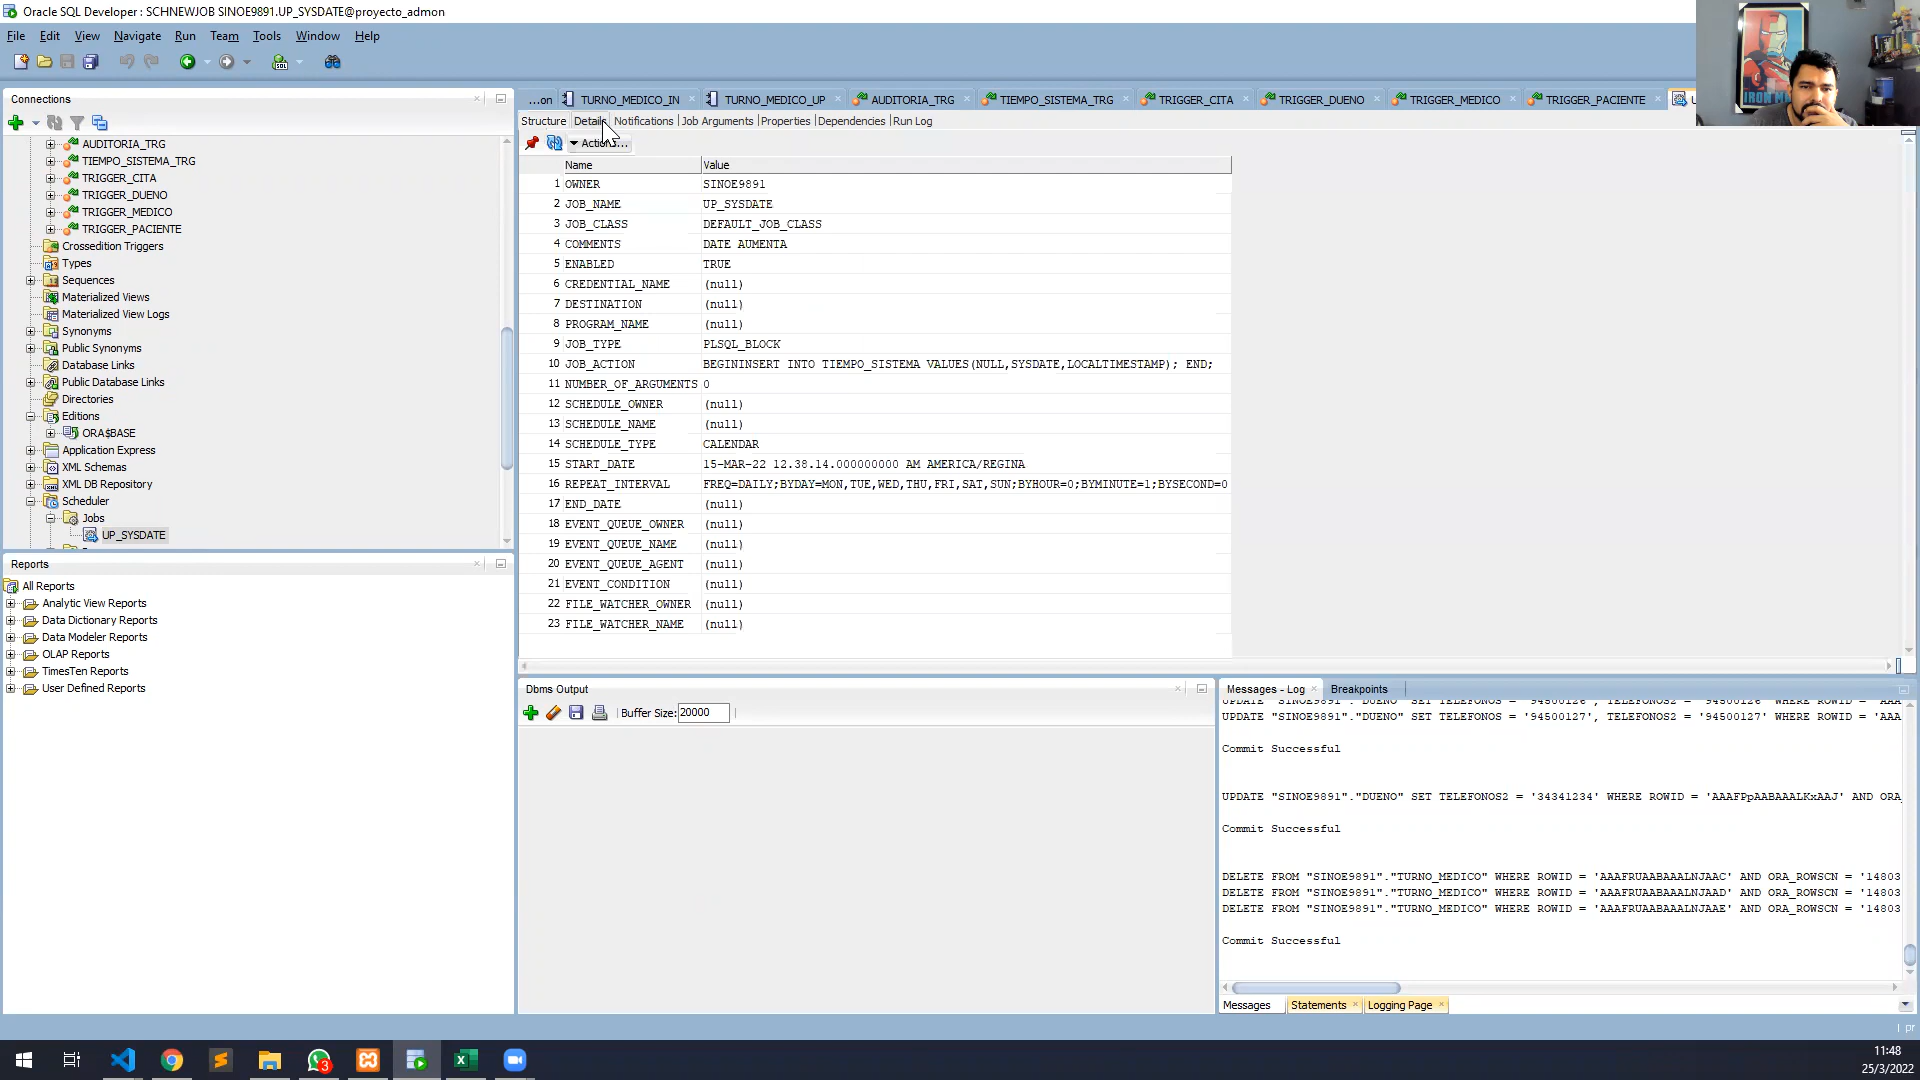 Oracle SQL Developer : SCHNEWJOB SINOE9891.UP_SYSDATE@proyecto_admon
File Edit View Navigate Run Team Tools Window Help
Connections
AUDITORIA_TRG
TIEMPO_SISTEMA_TRG
TRIGGER_CITA
TRIGGER_DUENO
TRIGGER_MEDICO
TRIGGER_PACIENTE
Crossedition Triggers
Types
Sequences
Materialized Views
Materialized View Logs
Synonyms
Public Synonyms
Database Links
Public Database Links
Directories
Editions
ORA$BASE
Application Express
XML Schemas
XML DB Repository
Scheduler
Jobs
UP_SYSDATE
Reports
All Reports
Analytic View Reports
Data Dictionary Reports
Data Modeler Reports
OLAP Reports
TimesTen Reports
User Defined Reports
...on TURNO_MEDICO_IN TURNO_MEDICO_UP AUDITORIA_TRG TIEMPO_SISTEMA_TRG TRIGGER_CITA TRIGGER_DUENO TRIGGER_MEDICO TRIGGER_PACIENTE
Structure Details Notifications Job Arguments Properties Dependencies Run Log
Name Value
1 OWNER SINOE9891
2 JOB_NAME UP_SYSDATE
3 JOB_CLASS DEFAULT_JOB_CLASS
4 COMMENTS DATE AUMENTA
5 ENABLED TRUE
6 CREDENTIAL_NAME (null)
7 DESTINATION (null)
8 PROGRAM_NAME (null)
9 JOB_TYPE PLSQL_BLOCK
10 JOB_ACTION BEGININSERT INTO TIEMPO_SISTEMA VALUES(NULL,SYSDATE,LOCALTIMESTAMP); END;
11 NUMBER_OF_ARGUMENTS 0
12 SCHEDULE_OWNER (null)
13 SCHEDULE_NAME (null)
14 SCHEDULE_TYPE CALENDAR
15 START_DATE 15-MAR-22 12.38.14.000000000 AM AMERICA/REGINA
16 REPEAT_INTERVAL FREQ=DAILY;BYDAY=MON,TUE,WED,THU,FRI,SAT,SUN;BYHOUR=0;BYMINUTE=1;BYSECOND=0
17 END_DATE (null)
18 EVENT_QUEUE_OWNER (null)
19 EVENT_QUEUE_NAME (null)
20 EVENT_QUEUE_AGENT (null)
21 EVENT_CONDITION (null)
22 FILE_WATCHER_OWNER (null)
23 FILE_WATCHER_NAME (null)
Dbms Output
Buffer Size: 20000
Messages - Log Breakpoints
UPDATE "SINOE9891"."DUENO" SET TELEFONOS = '94500126', TELEFONOS2 = '94500126' WHERE ROWID = 'AAA
UPDATE "SINOE9891"."DUENO" SET TELEFONOS = '94500127', TELEFONOS2 = '94500127' WHERE ROWID = 'AAA
Commit Successful
UPDATE "SINOE9891"."DUENO" SET TELEFONOS2 = '34341234' WHERE ROWID = 'AAAFPpAABAAALKxAAJ' AND ORA_
Commit Successful
DELETE FROM "SINOE9891"."TURNO_MEDICO" WHERE ROWID = 'AAAFRUAABAAALNJAAC' AND ORA_ROWSCN = '14803
DELETE FROM "SINOE9891"."TURNO_MEDICO" WHERE ROWID = 'AAAFRUAABAAALNJAAD' AND ORA_ROWSCN = '14803
DELETE FROM "SINOE9891"."TURNO_MEDICO" WHERE ROWID = 'AAAFRUAABAAALNJAAE' AND ORA_ROWSCN = '14803
Commit Successful
Messages Statements Logging Page
pr
3
11:48
25/3/2022